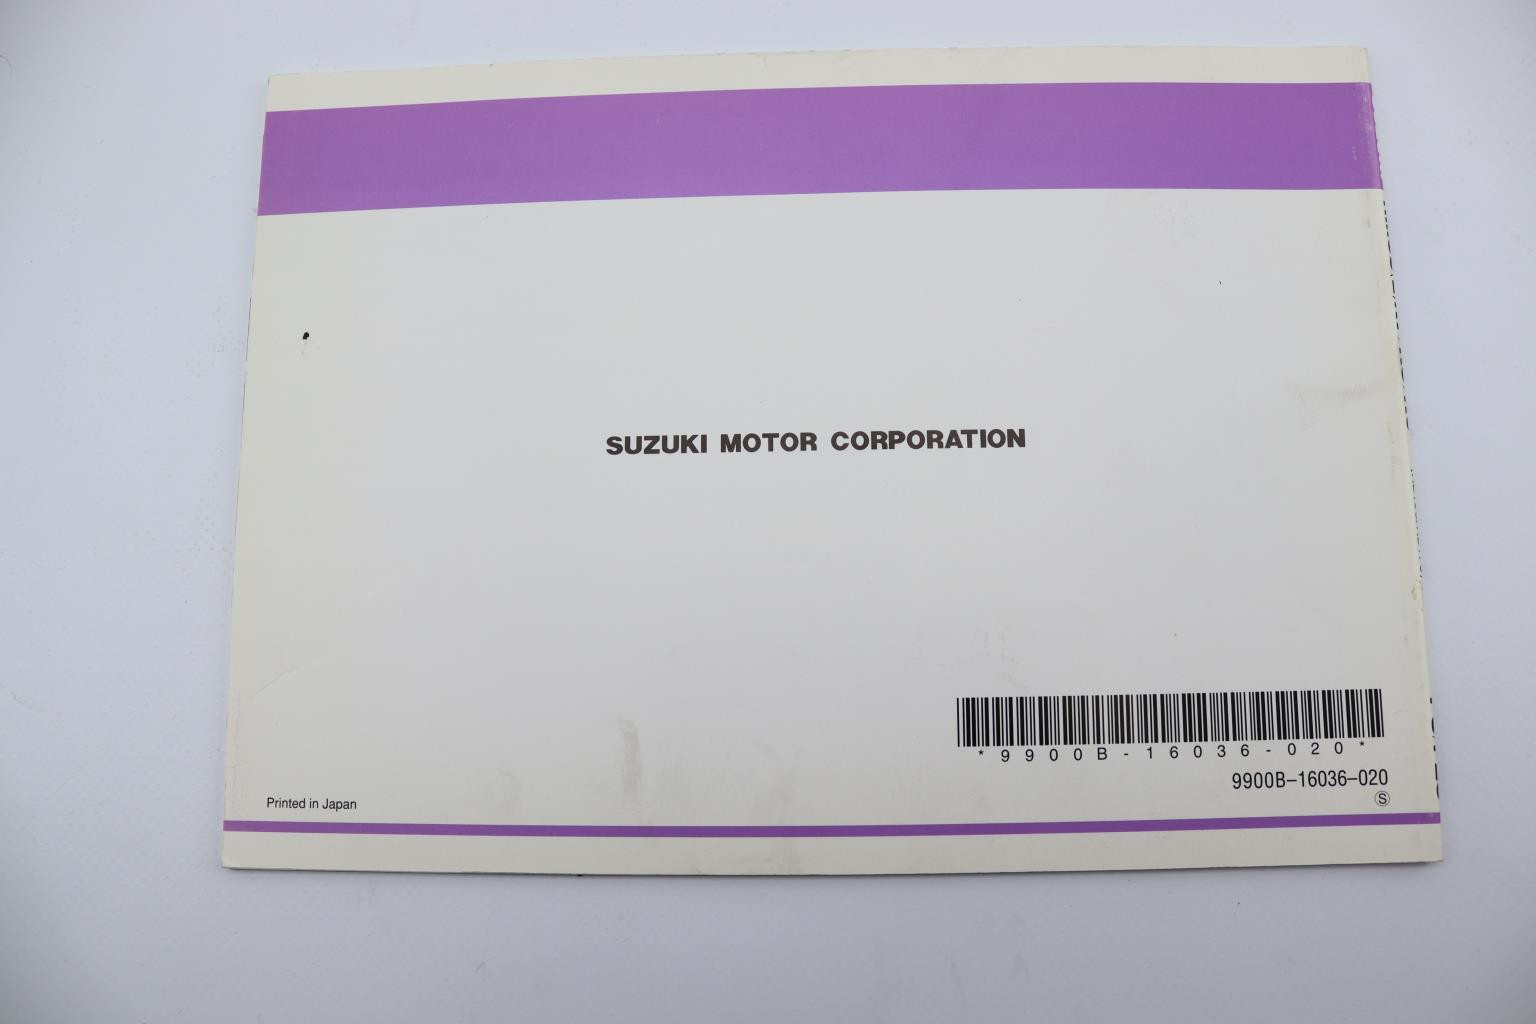 SUZUKI MOTOR CORPORATION
*9900B-16036-020*
9900B-16036-020
Ⓢ
Printed in Japan